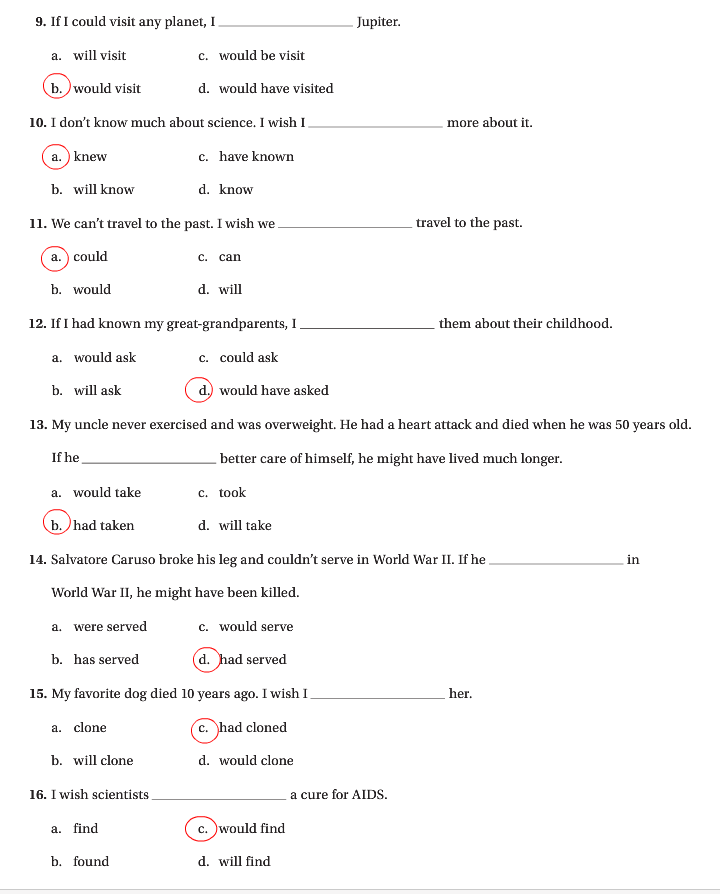 9. If I could visit any planet, I ____________________ Jupiter.
a. will visit c. would be visit
b. would visit d. would have visited
10. I don't know much about science. I wish I ____________________ more about it.
a. knew c. have known
b. will know d. know
11. We can't travel to the past. I wish we ____________________ travel to the past.
a. could c. can
b. would d. will
12. If I had known my great-grandparents, I ____________________ them about their childhood.
a. would ask c. could ask
b. will ask d. would have asked
13. My uncle never exercised and was overweight. He had a heart attack and died when he was 50 years old.
If he ____________________ better care of himself, he might have lived much longer.
a. would take c. took
b. had taken d. will take
14. Salvatore Caruso broke his leg and couldn't serve in World War II. If he ____________________ in
World War II, he might have been killed.
a. were served c. would serve
b. has served d. had served
15. My favorite dog died 10 years ago. I wish I ____________________ her.
a. clone c. had cloned
b. will clone d. would clone
16. I wish scientists ____________________ a cure for AIDS.
a. find c. would find
b. found d. will find